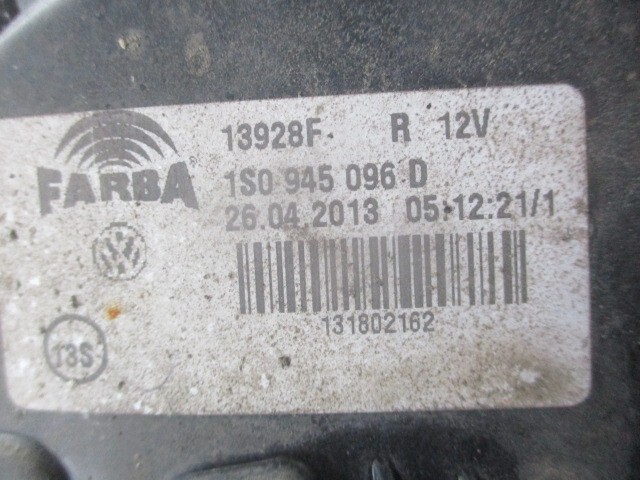 FARBA
13928F R 12V
1S0 945 096 D
26.04.2013 05:12:21/1
131802162
T3S